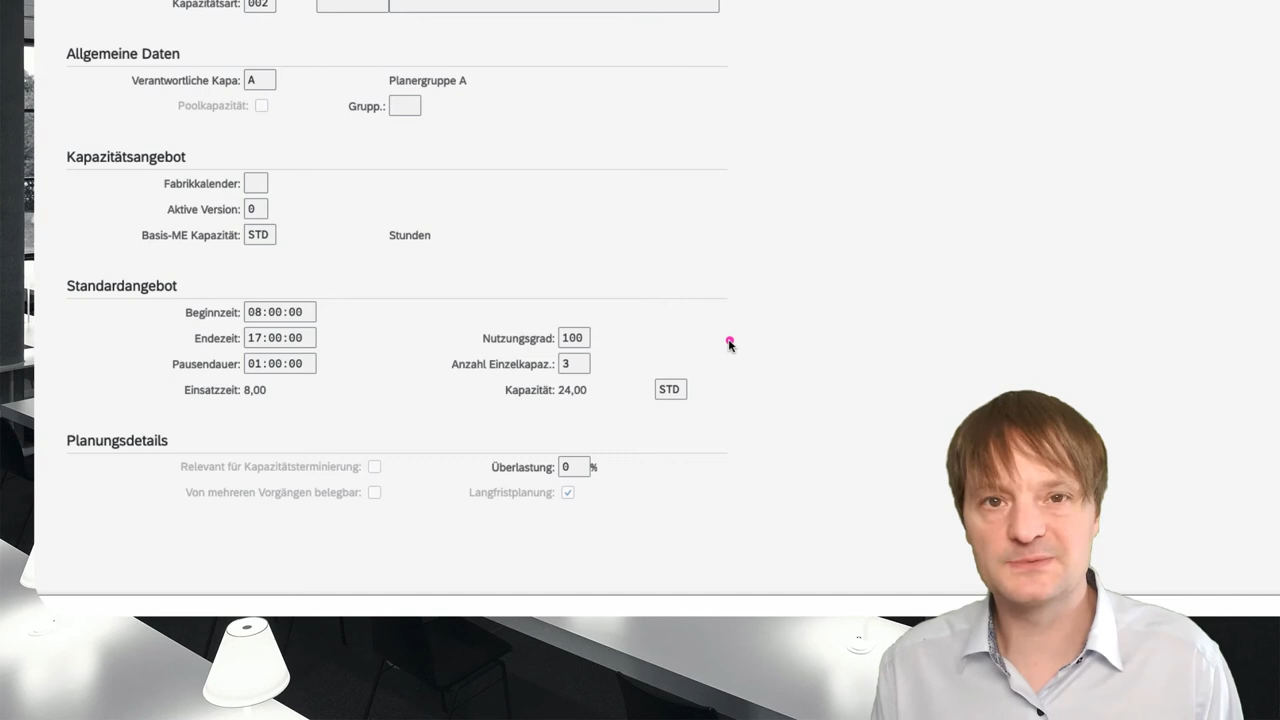 Kapazitätsart: 002
Allgemeine Daten
Verantwortliche Kapa: A Planergruppe A
Poolkapazität: Grupp.:
Kapazitätsangebot
Fabrikkalender:
Aktive Version: 0
Basis-ME Kapazität: STD Stunden
Standardangebot
Beginnzeit: 08:00:00
Endezeit: 17:00:00 Nutzungsgrad: 100
Pausendauer: 01:00:00 Anzahl Einzelkapaz.: 3
Einsatzzeit: 8,00 Kapazität: 24,00 STD
Planungsdetails
Relevant für Kapazitätsterminierung: Überlastung: 0 %
Von mehreren Vorgängen belegbar: Langfristplanung: